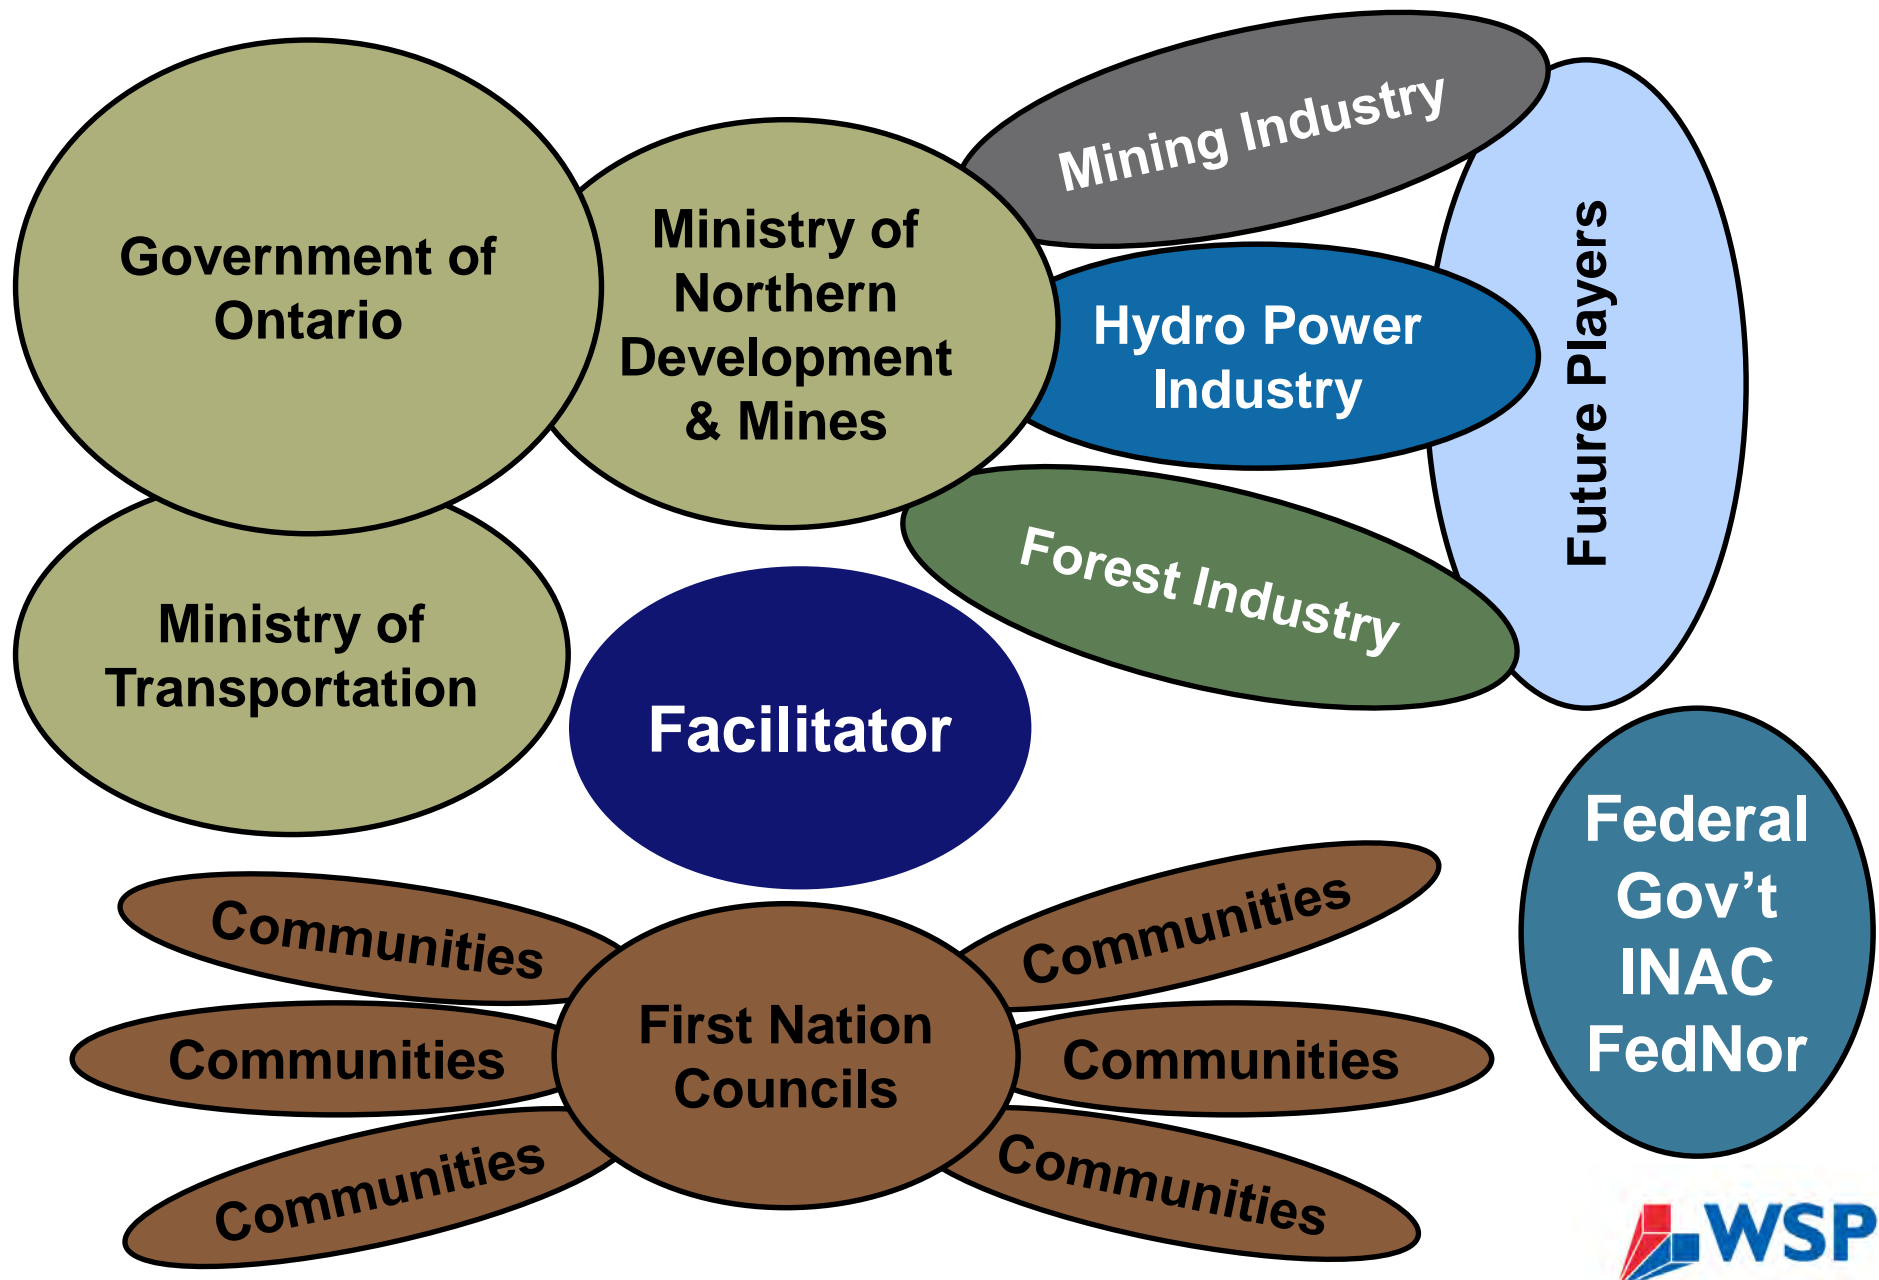 Government of
Ontario
Ministry of
Northern
Development
& Mines
Mining Industry
Hydro Power
Industry
Forest Industry
Future Players
Ministry of
Transportation
Facilitator
Federal
Gov’t
INAC
FedNor
Communities
Communities
Communities
First Nation
Councils
Communities
Communities
Communities
WSP